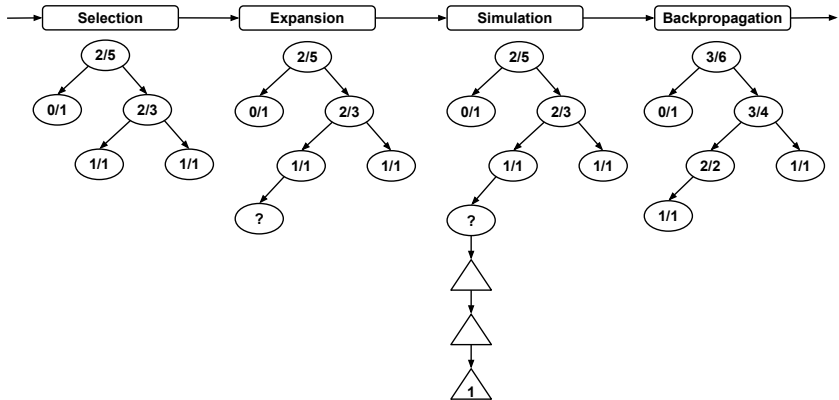 Selection Expansion Simulation Backpropagation
2/5 2/5 2/5 3/6
0/1 2/3 0/1 2/3 0/1 2/3 0/1 3/4
1/1 1/1 1/1 1/1 1/1 1/1 2/2 1/1
? ? 1/1
1